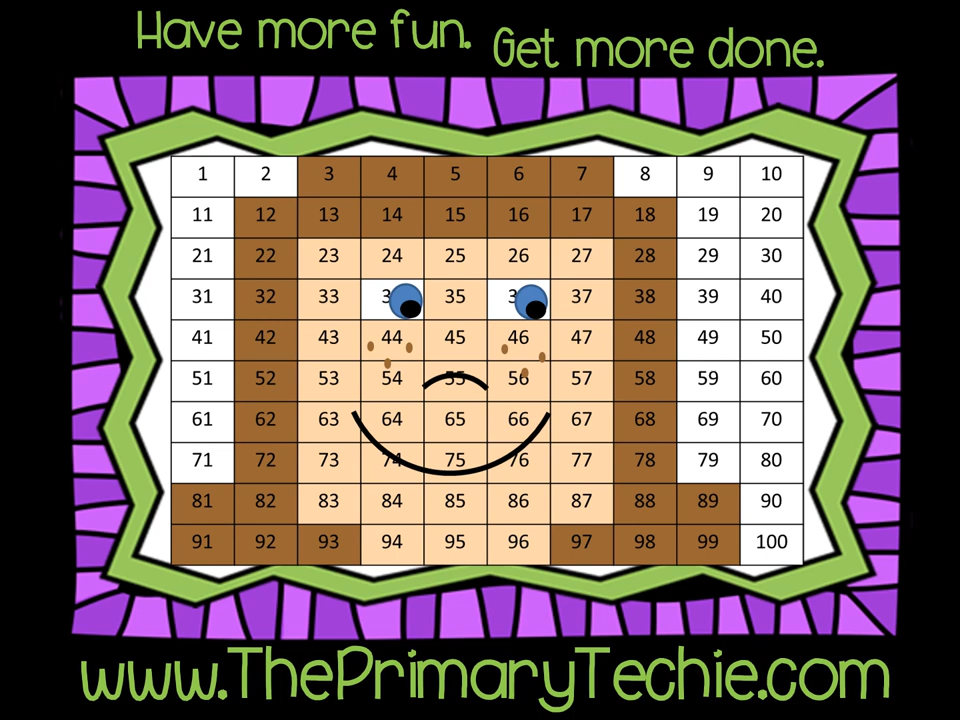 Have more fun. Get more done.
1 2 3 4 5 6 7 8 9 10
11 12 13 14 15 16 17 18 19 20
21 22 23 24 25 26 27 28 29 30
31 32 33 3 35 3 37 38 39 40
41 42 43 44 45 46 47 48 49 50
51 52 53 54 55 56 57 58 59 60
61 62 63 64 65 66 67 68 69 70
71 72 73 74 75 76 77 78 79 80
81 82 83 84 85 86 87 88 89 90
91 92 93 94 95 96 97 98 99 100
www.ThePrimaryTechie.com